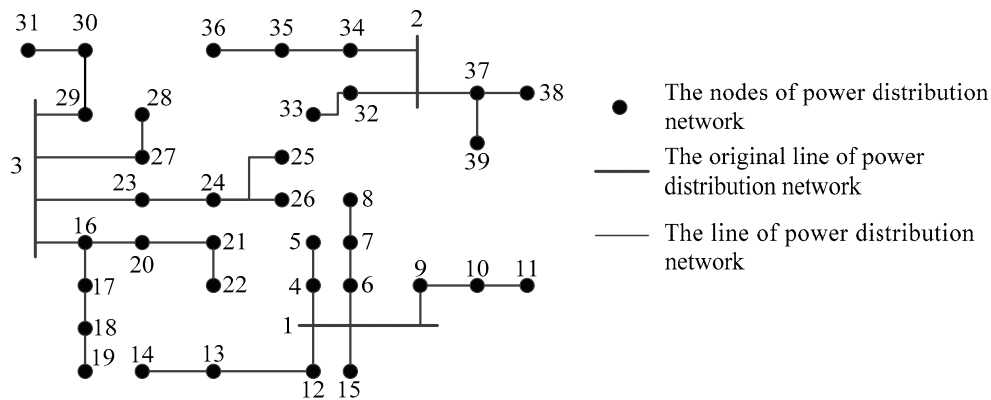 31 30 36 35 34 2
29 28 33 32 37 38
3 27 25 39
23 24 26 8
16 20 21 5 7
17 22 4 6 9 10 11
18 1
19 14 13 12 15
The nodes of power distribution
network
The original line of power
distribution network
The line of power distribution
network